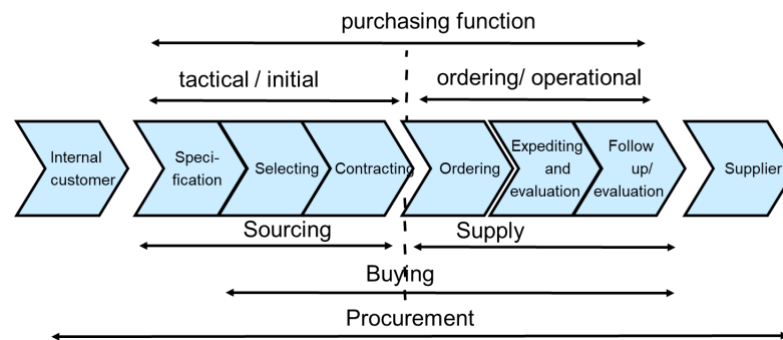 purchasing function
tactical / initial
ordering/ operational
Internal
customer
Speci-
fication
Selecting
Contracting
Ordering
Expediting
and
evaluation
Follow
up/
evaluation
Supplier
Sourcing
Supply
Buying
Procurement